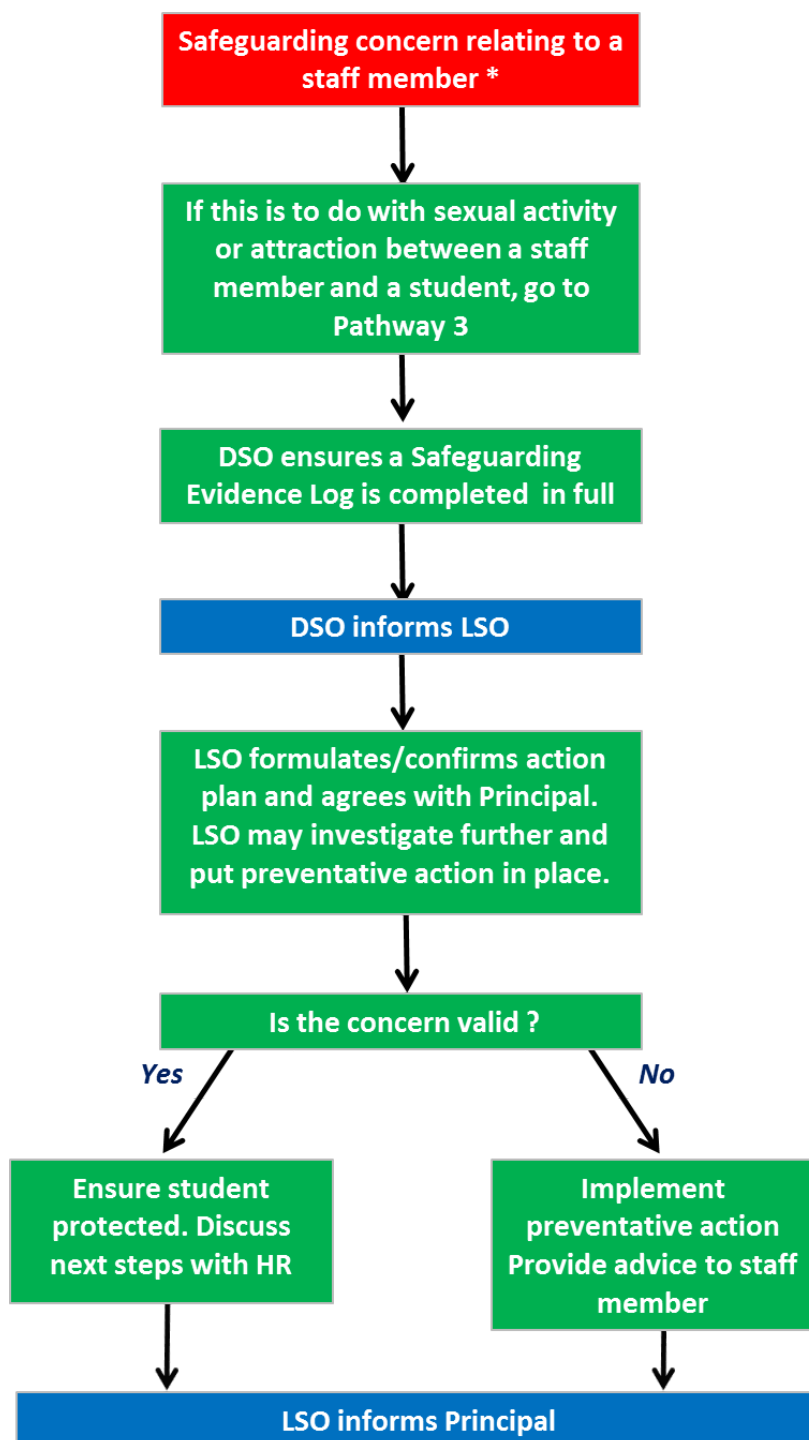 Safeguarding concern relating to a
staff member *
If this is to do with sexual activity
or attraction between a staff
member and a student, go to
Pathway 3
DSO ensures a Safeguarding
Evidence Log is completed  in full
DSO informs LSO
LSO formulates/confirms action
plan and agrees with Principal.
LSO may investigate further and
put preventative action in place.
Is the concern valid ?
Yes
No
Ensure student
protected. Discuss
next steps with HR
Implement
preventative action
Provide advice to staff
member
LSO informs Principal